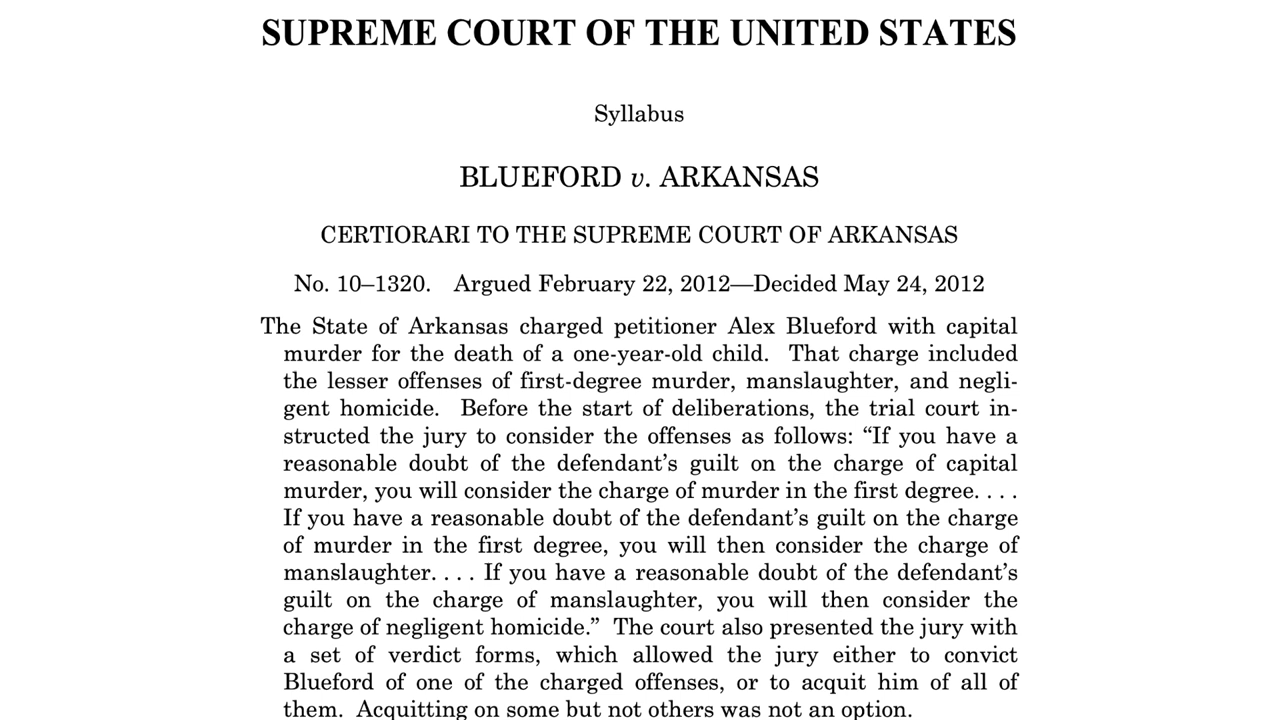 SUPREME COURT OF THE UNITED STATES
Syllabus
BLUEFORD v. ARKANSAS
CERTIORARI TO THE SUPREME COURT OF ARKANSAS
No. 10–1320. Argued February 22, 2012—Decided May 24, 2012
The State of Arkansas charged petitioner Alex Blueford with capital
murder for the death of a one-year-old child. That charge included
the lesser offenses of first-degree murder, manslaughter, and negli-
gent homicide. Before the start of deliberations, the trial court in-
structed the jury to consider the offenses as follows: “If you have a
reasonable doubt of the defendant’s guilt on the charge of capital
murder, you will consider the charge of murder in the first degree. . . .
If you have a reasonable doubt of the defendant’s guilt on the charge
of murder in the first degree, you will then consider the charge of
manslaughter. . . . If you have a reasonable doubt of the defendant’s
guilt on the charge of manslaughter, you will then consider the
charge of negligent homicide.” The court also presented the jury with
a set of verdict forms, which allowed the jury either to convict
Blueford of one of the charged offenses, or to acquit him of all of
them. Acquitting on some but not others was not an option.